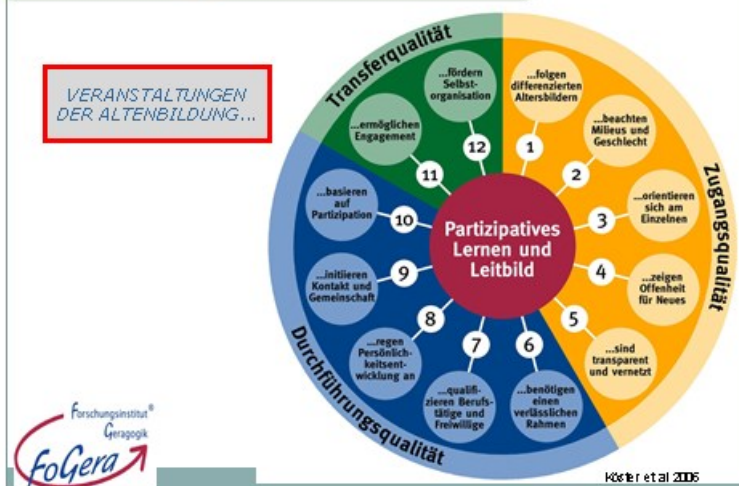 VERANSTALTUNGEN
DER ALTENBILDUNG...
Transferqualität
Zugangsqualität
Durchführungsqualität
Partizipatives
Lernen und
Leitbild
1
...folgen
differenzierten
Altersbildern
2
...beachten
Milieus und
Geschlecht
3
...orientieren
sich am
Einzelnen
4
...zeigen
Offenheit
für Neues
5
...sind
transparent
und vernetzt
6
...benötigen
einen
verlässlichen
Rahmen
7
...qualifi-
zieren Berufs-
tätige und
Freiwillige
8
...regen
Persönlich-
keitsent-
wicklung an
9
...initiieren
Kontakt und
Gemeinschaft
10
...basieren
auf
Partizipation
11
...ermöglichen
Engagement
12
...fördern
Selbst-
organisation
Forschungsinstitut®
Geragogik
FoGera
Köster et al 2006